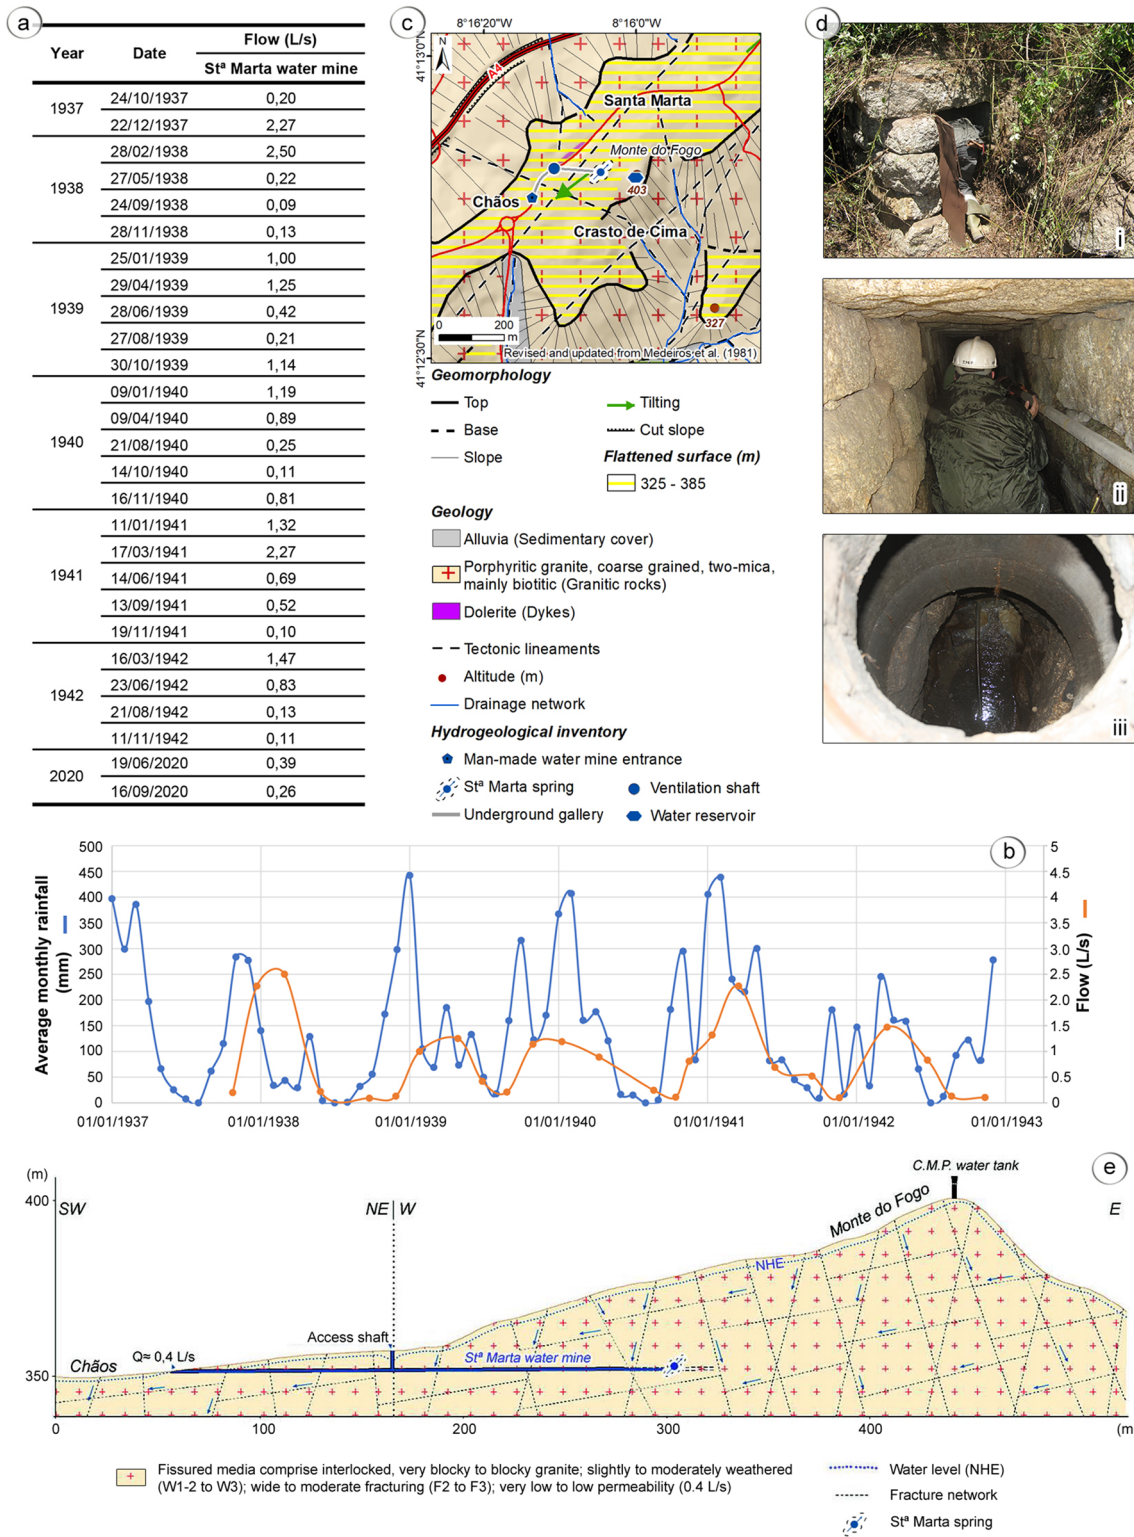 a
Year Date Flow (L/s)
Stª Marta water mine
1937
24/10/1937 0,20
22/12/1937 2,27
1938
28/02/1938 2,50
27/05/1938 0,22
24/09/1938 0,09
28/11/1938 0,13
1939
25/01/1939 1,00
29/04/1939 1,25
28/06/1939 0,42
27/08/1939 0,21
30/10/1939 1,14
1940
09/01/1940 1,19
09/04/1940 0,89
21/08/1940 0,25
14/10/1940 0,11
16/11/1940 0,81
1941
11/01/1941 1,32
17/03/1941 2,27
14/06/1941 0,69
13/09/1941 0,52
19/11/1941 0,10
1942
16/03/1942 1,47
23/06/1942 0,83
21/08/1942 0,13
11/11/1942 0,11
2020
19/06/2020 0,39
16/09/2020 0,26
c
8°16'20"W 8°16'0"W
41°13'0"N
41°12'30"N
N
A4
Santa Marta
Monte do Fogo
403
Chãos
Crasto de Cima
327
0 200
m
Revised and updated from Medeiros et al. (1981)
Geomorphology
Top
Base
Slope
Tilting
Cut slope
Flattened surface (m)
325 - 385
Geology
Alluvia (Sedimentary cover)
Porphyritic granite, coarse grained, two-mica,
mainly biotitic (Granitic rocks)
Dolerite (Dykes)
Tectonic lineaments
Altitude (m)
Drainage network
Hydrogeological inventory
Man-made water mine entrance
Stª Marta spring
Ventilation shaft
Underground gallery
Water reservoir
d
i
ii
iii
b
Average monthly rainfall
(mm)
500
450
400
350
300
250
200
150
100
50
0
5
4.5
4
3.5
3.0
2.5
2.0
1.5
1
0.5
0
Flow (L/s)
01/01/1937 01/01/1938 01/01/1939 01/01/1940 01/01/1941 01/01/1942 01/01/1943
e
(m)
400
350
SW NE W E
C.M.P. water tank
Monte do Fogo
NHE
Access shaft
Q≈ 0,4 L/s
Chãos
Stª Marta water mine
0 100 200 300 400 (m
Fissured media comprise interlocked, very blocky to blocky granite; slightly to moderately weathered
(W1-2 to W3); wide to moderate fracturing (F2 to F3); very low to low permeability (0.4 L/s)
Water level (NHE)
Fracture network
Stª Marta spring